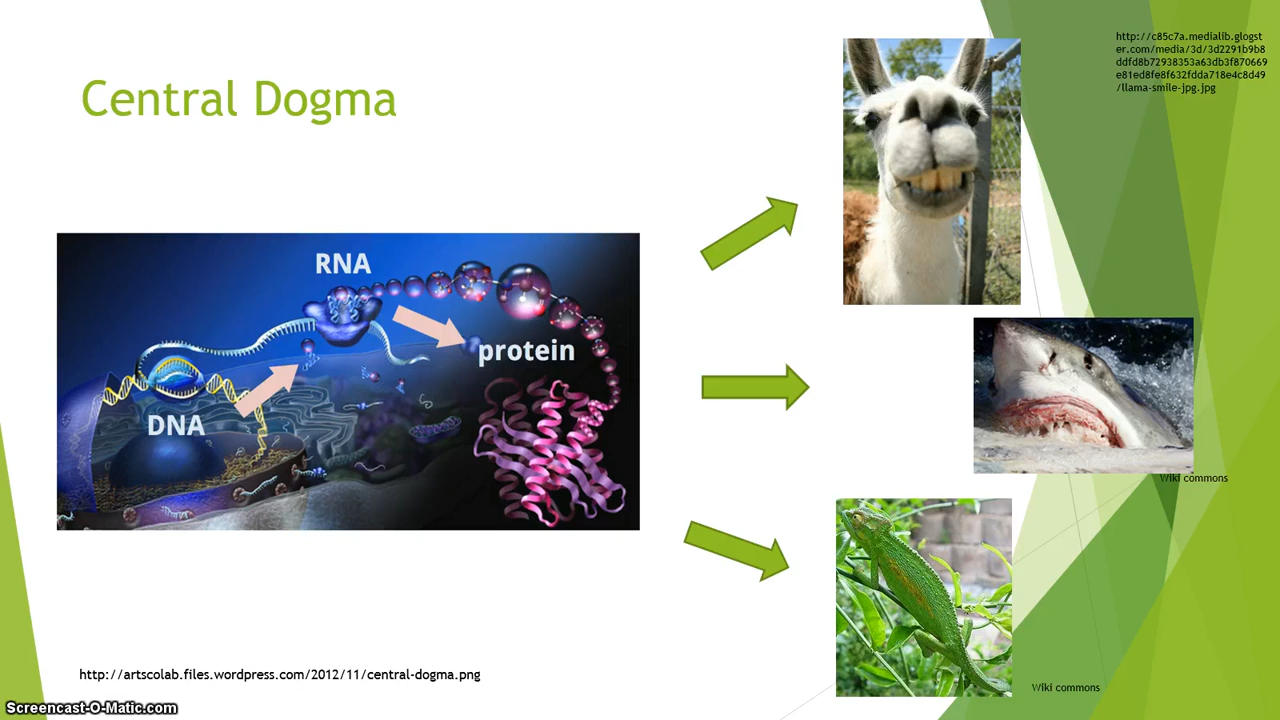 Central Dogma
http://c85c7a.medialib.glogst
er.com/media/3d/3d2291b9b8
ddfd8b72938353a63db3f870669
e81ed8fe8f632fdda718e4c8d49
/llama-smile-jpg.jpg
RNA
protein
DNA
Wiki commons
http://artscolab.files.wordpress.com/2012/11/central-dogma.png
Wiki commons
Screencast-O-Matic.com